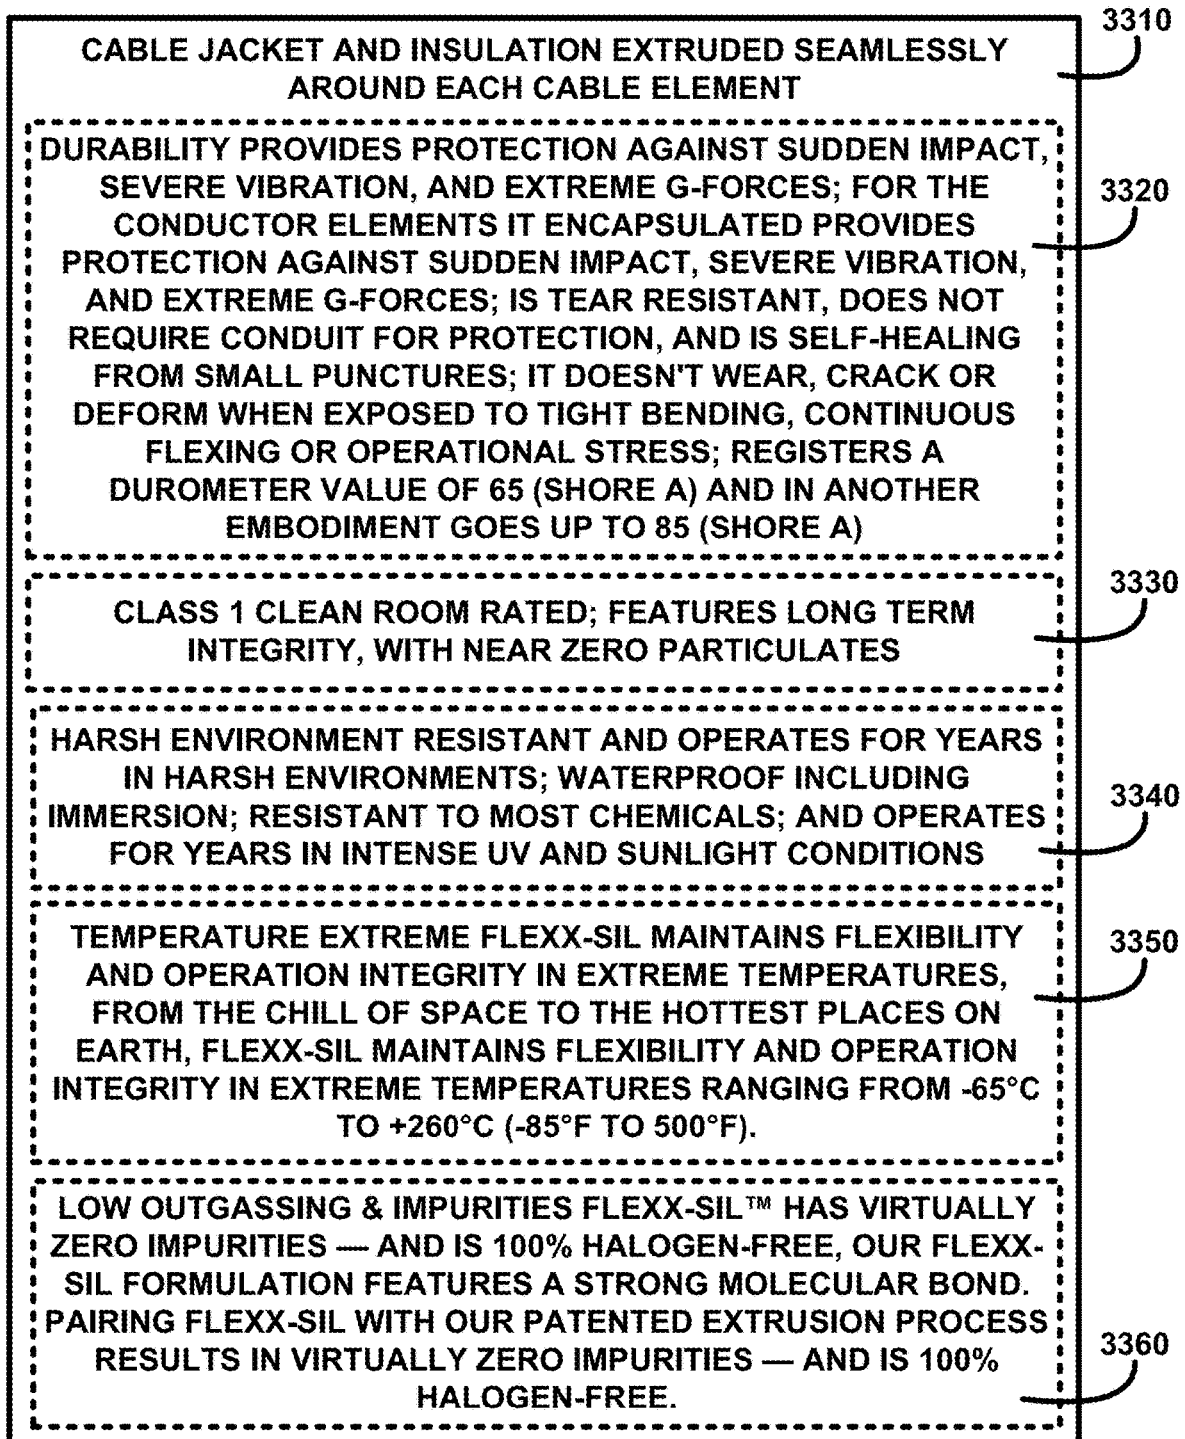 3310
CABLE JACKET AND INSULATION EXTRUDED SEAMLESSLY
AROUND EACH CABLE ELEMENT
DURABILITY PROVIDES PROTECTION AGAINST SUDDEN IMPACT,
SEVERE VIBRATION, AND EXTREME G-FORCES; FOR THE
3320
CONDUCTOR ELEMENTS IT ENCAPSULATED PROVIDES
PROTECTION AGAINST SUDDEN IMPACT, SEVERE VIBRATION,
AND EXTREME G-FORCES; IS TEAR RESISTANT, DOES NOT
REQUIRE CONDUIT FOR PROTECTION, AND IS SELF-HEALING
FROM SMALL PUNCTURES; IT DOESN'T WEAR, CRACK OR
DEFORM WHEN EXPOSED TO TIGHT BENDING, CONTINUOUS
FLEXING OR OPERATIONAL STRESS; REGISTERS A
DUROMETER VALUE OF 65 (SHORE A) AND IN ANOTHER
EMBODIMENT GOES UP TO 85 (SHORE A)
3330
CLASS 1 CLEAN ROOM RATED; FEATURES LONG TERM
INTEGRITY, WITH NEAR ZERO PARTICULATES
HARSH ENVIRONMENT RESISTANT AND OPERATES FOR YEARS
IN HARSH ENVIRONMENTS; WATERPROOF INCLUDING
3340
IMMERSION; RESISTANT TO MOST CHEMICALS; AND OPERATES
FOR YEARS IN INTENSE UV AND SUNLIGHT CONDITIONS
TEMPERATURE EXTREME FLEXX-SIL MAINTAINS FLEXIBILITY
3350
AND OPERATION INTEGRITY IN EXTREME TEMPERATURES,
FROM THE CHILL OF SPACE TO THE HOTTEST PLACES ON
EARTH, FLEXX-SIL MAINTAINS FLEXIBILITY AND OPERATION
INTEGRITY IN EXTREME TEMPERATURES RANGING FROM -65°C
TO +260°C (-85°F TO 500°F).
LOW OUTGASSING & IMPURITIES FLEXX-SIL™ HAS VIRTUALLY
ZERO IMPURITIES — AND IS 100% HALOGEN-FREE, OUR FLEXX-
SIL FORMULATION FEATURES A STRONG MOLECULAR BOND.
PAIRING FLEXX-SIL WITH OUR PATENTED EXTRUSION PROCESS
RESULTS IN VIRTUALLY ZERO IMPURITIES — AND IS 100%
3360
HALOGEN-FREE.